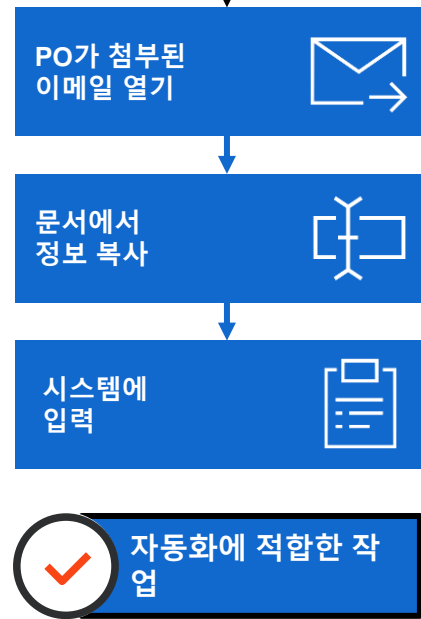 PO가 첨부된
이메일 열기
문서에서
정보 복사
시스템에
입력
자동화에 적합한 작
업